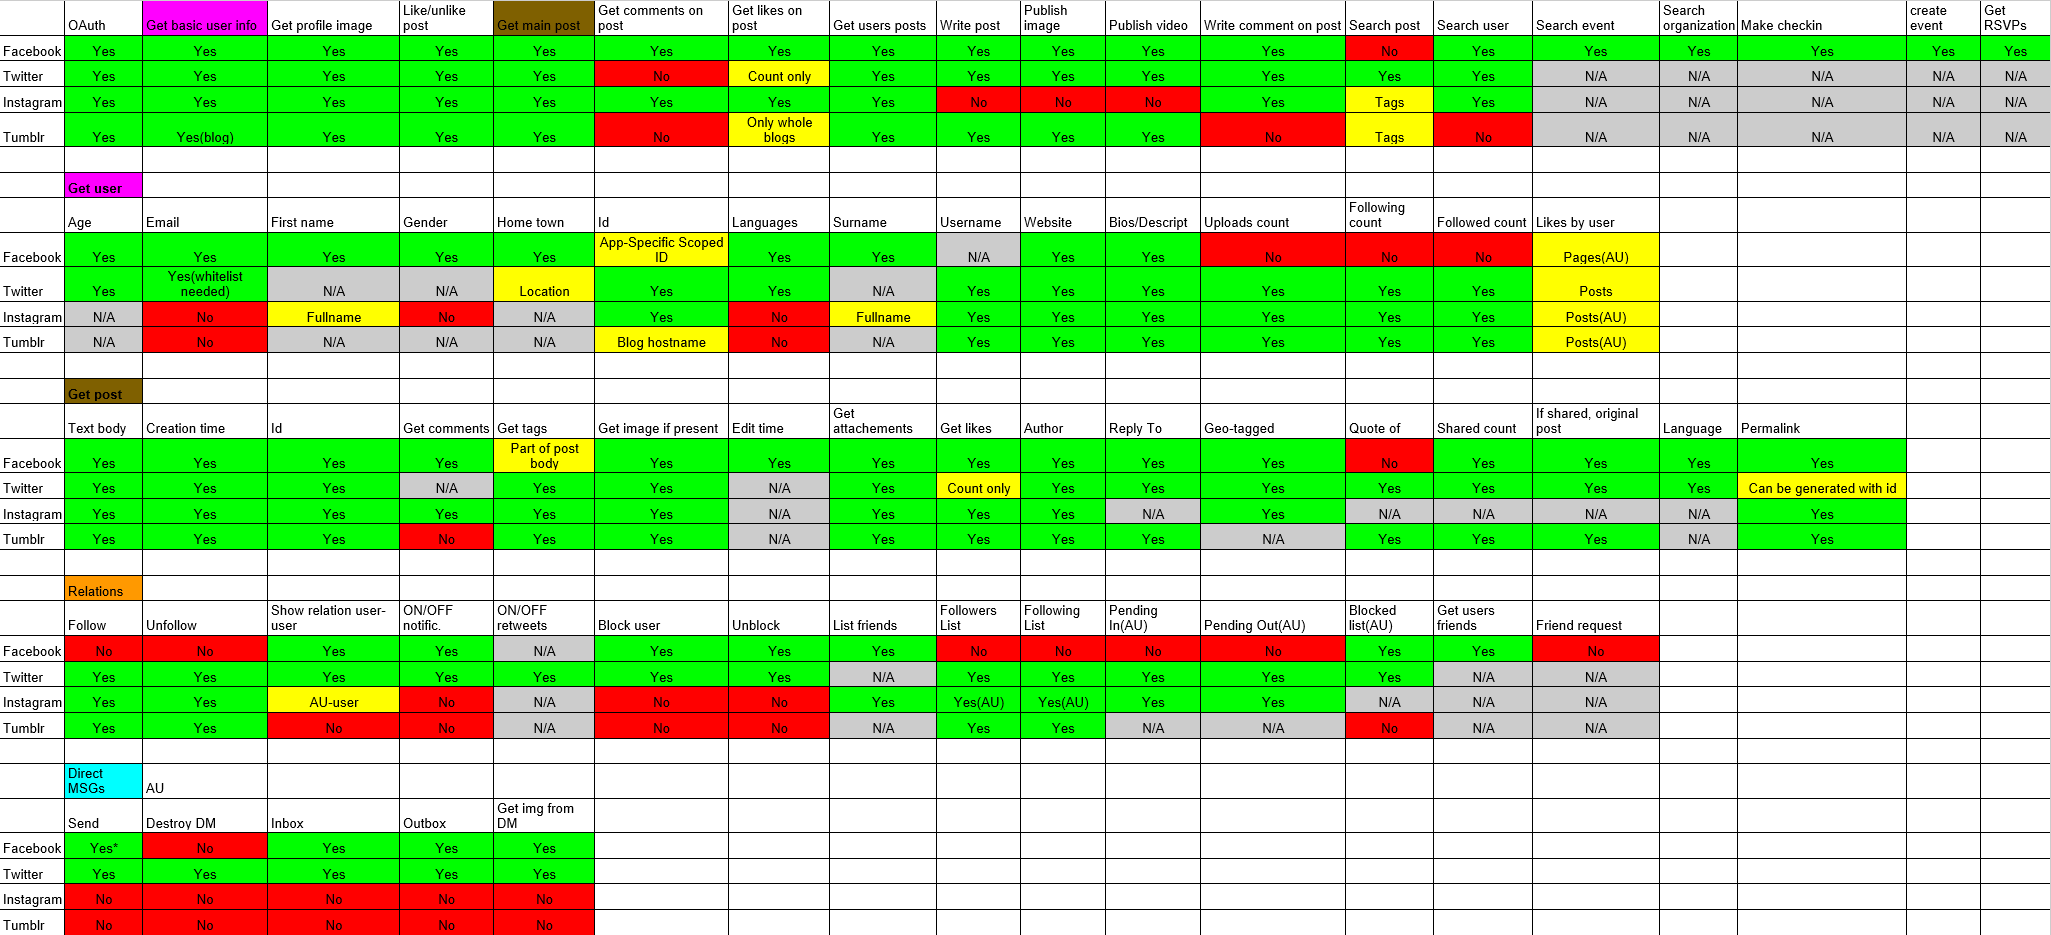 OAuth Get basic user info Get profile image Like/unlike post Get main post Get comments on post Get likes on post Get users posts Write post Publish image Publish video Write comment on post Search post Search user Search event Search organization Make checkin create event Get RSVPs
Facebook Yes Yes Yes Yes Yes Yes Yes Yes Yes Yes Yes Yes No Yes Yes Yes Yes Yes Yes
Twitter Yes Yes Yes Yes Yes No Count only Yes Yes Yes Yes Yes Yes Yes N/A N/A N/A N/A N/A
Instagram Yes Yes Yes Yes Yes Yes Yes Yes No No No Yes Tags Yes N/A N/A N/A N/A N/A
Tumblr Yes Yes(blog) Yes Yes Yes No Only whole blogs Yes Yes Yes Yes No Tags No N/A N/A N/A N/A N/A
Get user
Age Email First name Gender Home town Id Languages Surname Username Website Bios/Descript Uploads count Following count Followed count Likes by user
Facebook Yes Yes Yes Yes Yes App-Specific Scoped ID Yes Yes N/A Yes Yes No No No Pages(AU)
Twitter Yes Yes(whitelist needed) N/A N/A Location Yes Yes N/A Yes Yes Yes Yes Yes Yes Posts
Instagram N/A No Fullname No N/A Yes No Fullname Yes Yes Yes Yes Yes Yes Posts(AU)
Tumblr N/A No N/A N/A N/A Blog hostname No N/A Yes Yes Yes Yes Yes Yes Posts(AU)
Get post
Text body Creation time Id Get comments Get tags Get image if present Edit time Get attachements Get likes Author Reply To Geo-tagged Quote of Shared count If shared, original post Language Permalink
Facebook Yes Yes Yes Yes Part of post body Yes Yes Yes Yes Yes Yes Yes No Yes Yes Yes Yes
Twitter Yes Yes Yes N/A Yes Yes N/A Yes Count only Yes Yes Yes Yes Yes Yes Yes Can be generated with id
Instagram Yes Yes Yes Yes Yes Yes N/A Yes Yes Yes N/A Yes N/A N/A N/A N/A Yes
Tumblr Yes Yes Yes No Yes Yes N/A Yes Yes Yes Yes N/A Yes Yes Yes N/A Yes
Relations
Follow Unfollow Show relation user-user ON/OFF notific. ON/OFF retweets Block user Unblock List friends Followers List Following List Pending In(AU) Pending Out(AU) Blocked list(AU) Get users friends Friend request
Facebook No No Yes Yes N/A Yes Yes Yes No No No No Yes Yes No
Twitter Yes Yes Yes Yes Yes Yes Yes N/A Yes Yes Yes Yes Yes N/A N/A
Instagram Yes Yes AU-user No N/A No No Yes Yes(AU) Yes(AU) Yes Yes N/A N/A N/A
Tumblr Yes Yes No No N/A No No N/A Yes Yes N/A N/A No N/A N/A
Direct MSGs AU
Send Destroy DM Inbox Outbox Get img from DM
Facebook Yes* No Yes Yes Yes
Twitter Yes Yes Yes Yes Yes
Instagram No No No No No
Tumblr No No No No No